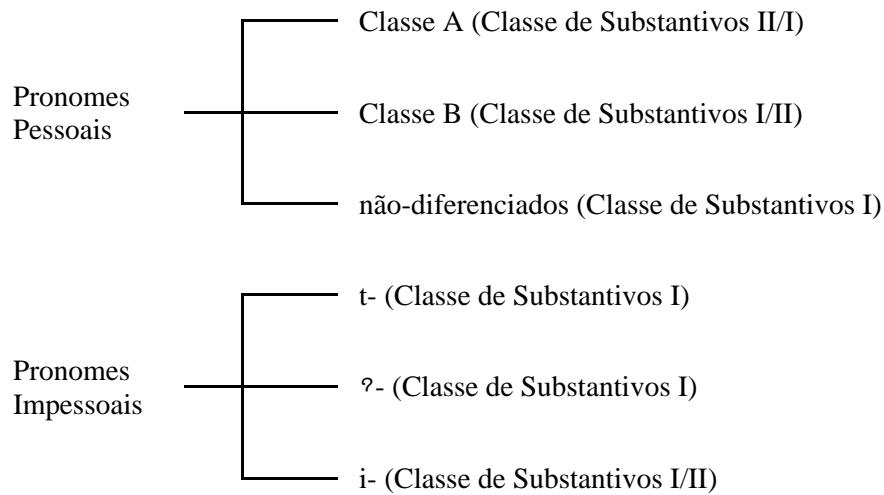 Classe A (Classe de Substantivos II/I)
Pronomes
Pessoais
Classe B (Classe de Substantivos I/II)
não-diferenciados (Classe de Substantivos I)
t- (Classe de Substantivos I)
Pronomes
Impessoais
ʔ- (Classe de Substantivos I)
i- (Classe de Substantivos I/II)